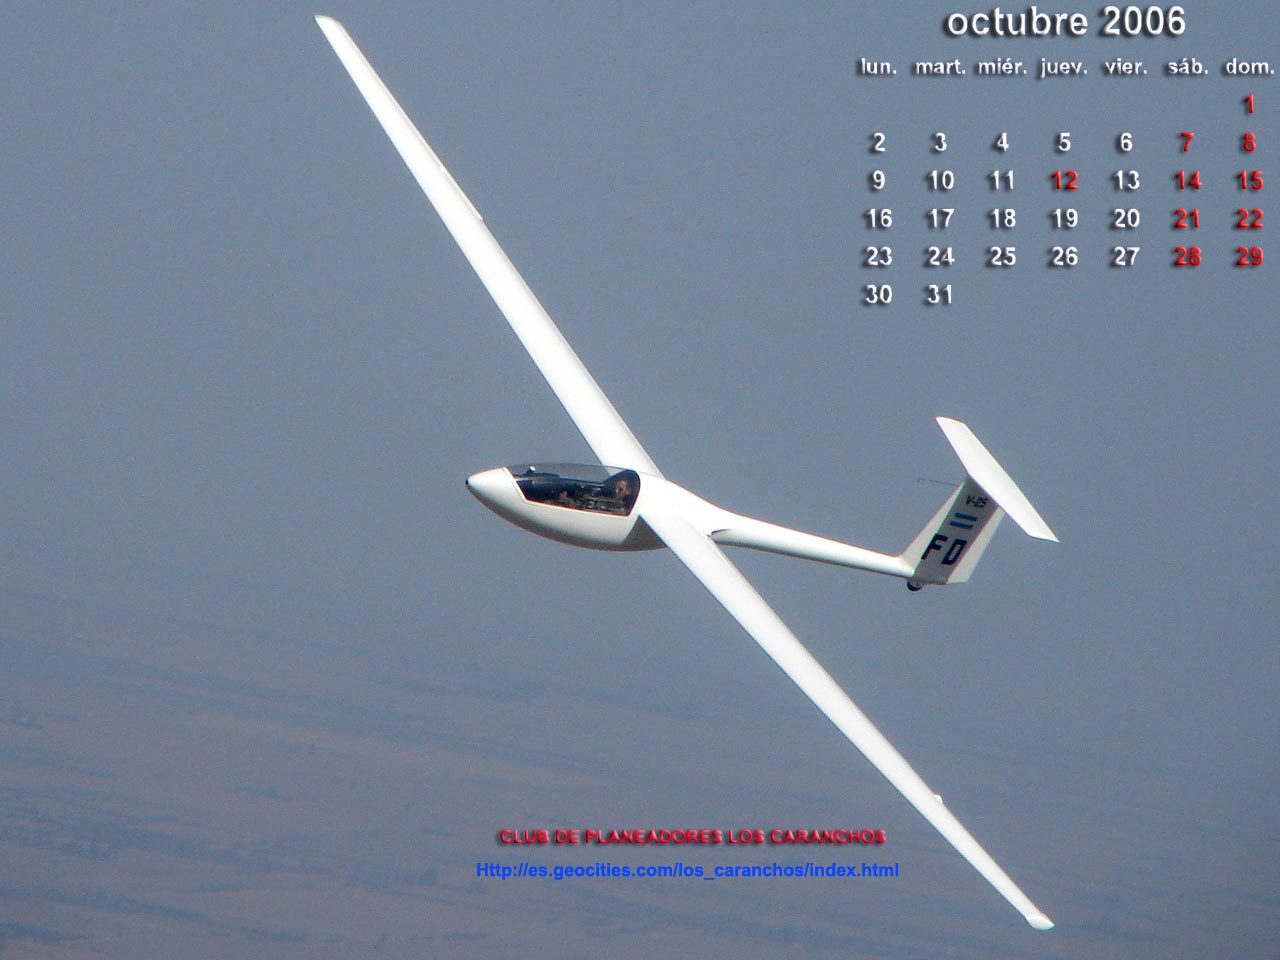 octubre 2006
lun. mart. miér. juev. vier. sáb. dom.
1
2 3 4 5 6 7 8
9 10 11 12 13 14 15
16 17 18 19 20 21 22
23 24 25 26 27 28 29
30 31
FD
CLUB DE PLANEADORES LOS CARANCHOS
Http://es.geocities.com/los_caranchos/index.html